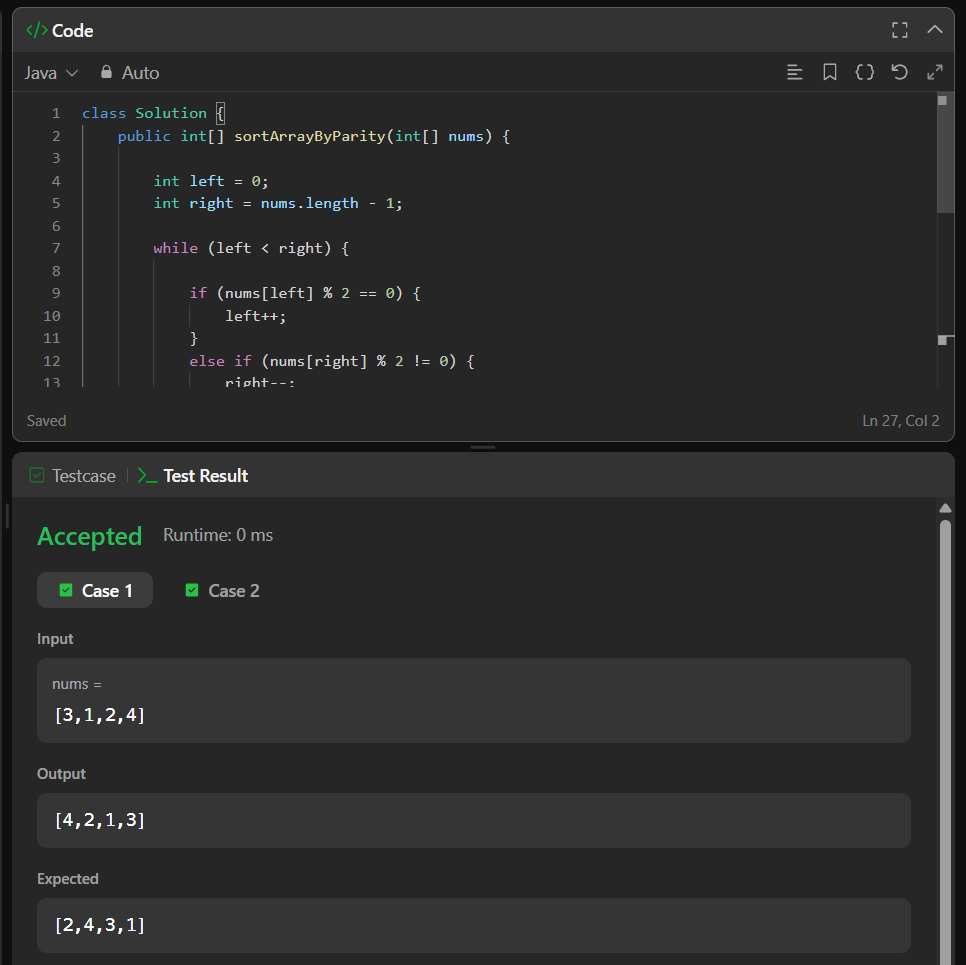 </> Code
Java Auto
1 class Solution {
2 public int[] sortArrayByParity(int[] nums) {
3
4 int left = 0;
5 int right = nums.length - 1;
6
7 while (left < right) {
8
9 if (nums[left] % 2 == 0) {
10 left++;
11 }
12 else if (nums[right] % 2 != 0) {
13 right--;
Saved Ln 27, Col 2
Testcase | >_ Test Result
Accepted Runtime: 0 ms
Case 1 Case 2
Input
nums =
[3,1,2,4]
Output
[4,2,1,3]
Expected
[2,4,3,1]